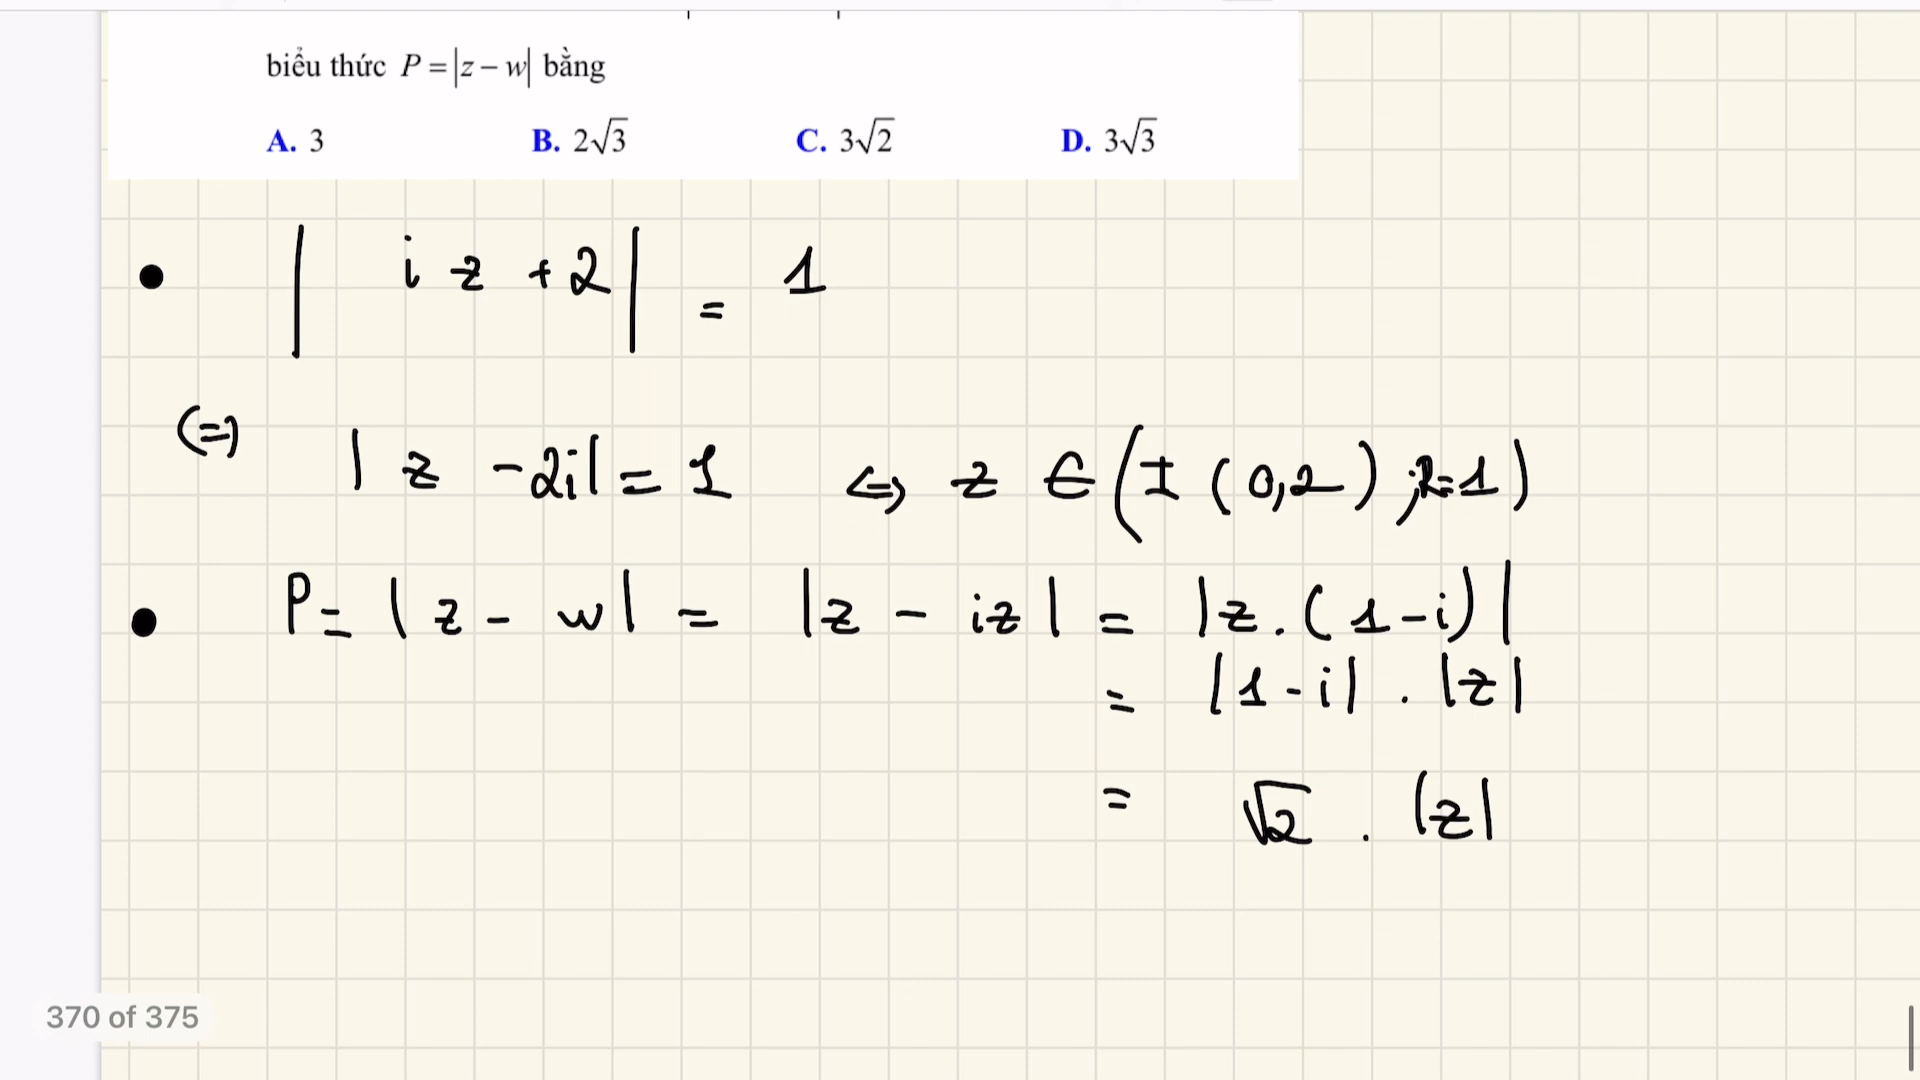 biểu thức P = |z − w| bằng
A. 3 B. 2√3 C. 3√2 D. 3√3
• | i z + 2 | = 1
(=) | z - 2i | = 1 <=> z ∈ ( I ( 0,2 ) ; R=1 )
• P = | z - w | = | z - iz | = | z . ( 1 - i ) |
= | 1 - i | . | z |
= √2 . | z |
370 of 375